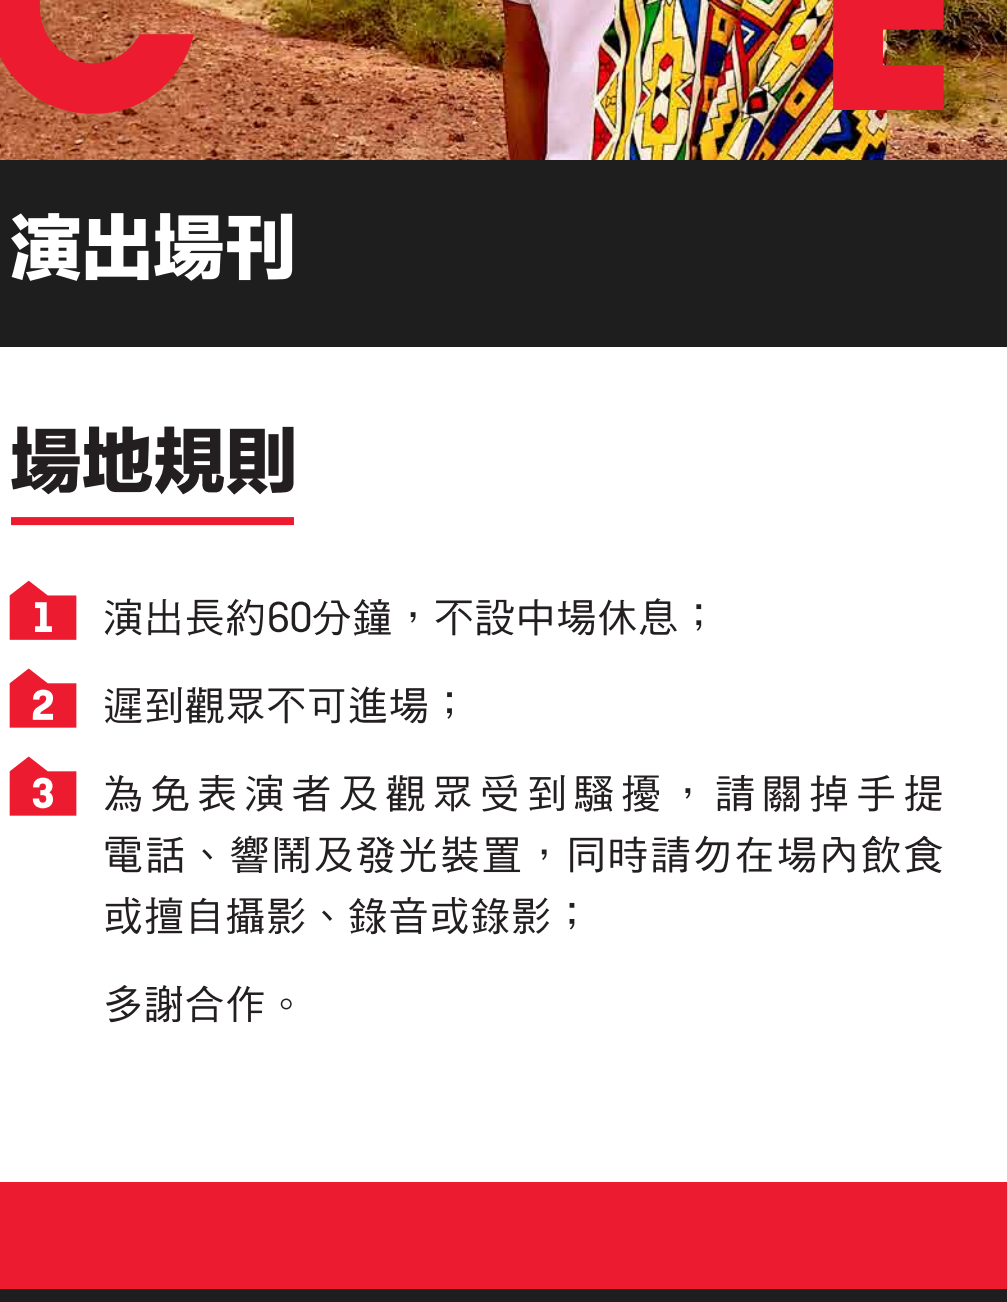 C E
演出場刊
場地規則
1 演出長約60分鐘，不設中場休息；
2 遲到觀眾不可進場；
3 為免表演者及觀眾受到騷擾，請關掉手提
電話、響鬧及發光裝置，同時請勿在場內飲食
或擅自攝影、錄音或錄影；
多謝合作。